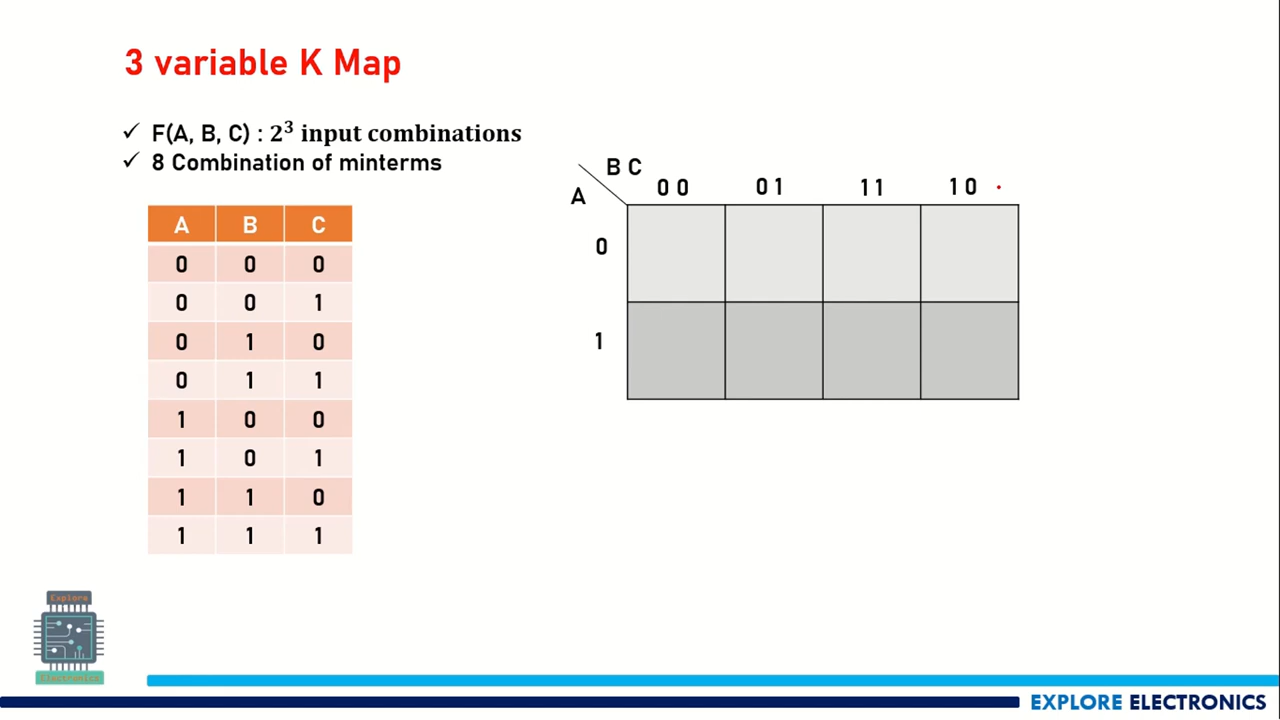 3 variable K Map
✓ F(A, B, C) : 2³ input combinations
✓ 8 Combination of minterms
A B C
0 0 0
0 0 1
0 1 0
0 1 1
1 0 0
1 0 1
1 1 0
1 1 1
B C
A
0 0 0 1 1 1 1 0
0
1
Explore
Electronics
EXPLORE ELECTRONICS